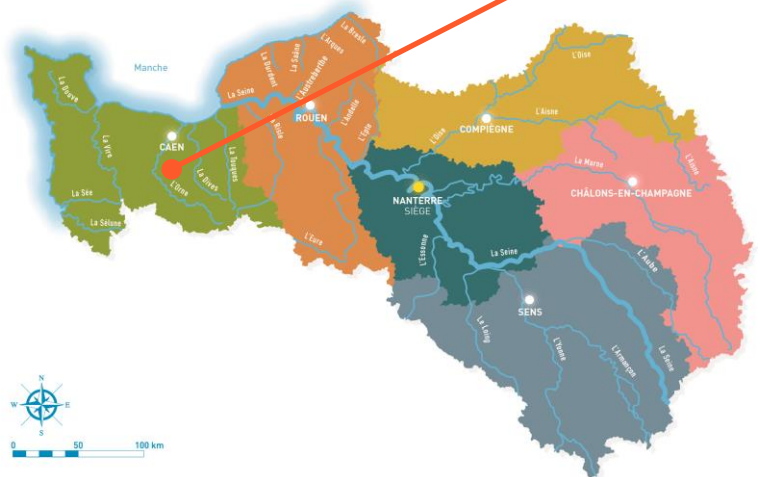 Manche
La Douve
La Vire
La Sée
La Sélune
CAEN
L'Orne
La Dives
La Touques
La Seine
La Durdent
La Saâne
L'Austreberthe
L'Arques
La Bresle
ROUEN
La Risle
L'Andelle
L'Epte
L'Eure
L'Oise
L'Oise
L'Aisne
COMPIÈGNE
L'Aisne
La Marne
CHÂLONS-EN-CHAMPAGNE
NANTERRE
SIÈGE
L'Essonne
La Seine
L'Aube
SENS
Le Loing
L'Yonne
L'Armançon
La Seine
N
W E
S
0 50 100 km